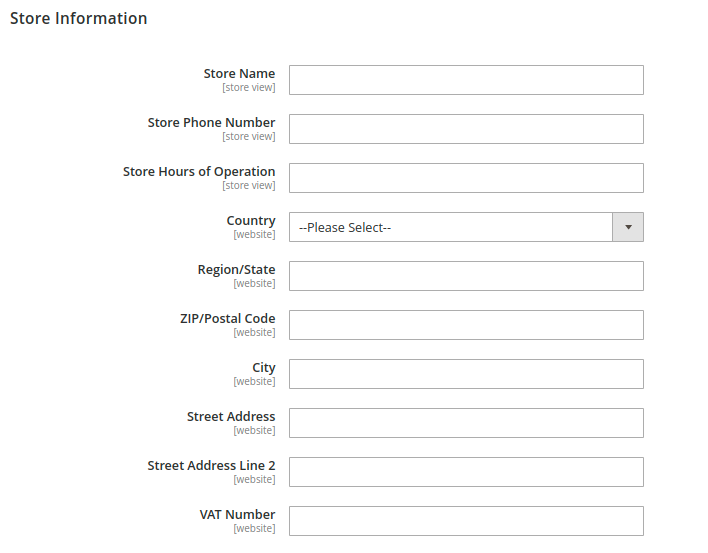 Store Information
Store Name
[store view]
Store Phone Number
[store view]
Store Hours of Operation
[store view]
Country
[website]
--Please Select--
Region/State
[website]
ZIP/Postal Code
[website]
City
[website]
Street Address
[website]
Street Address Line 2
[website]
VAT Number
[website]